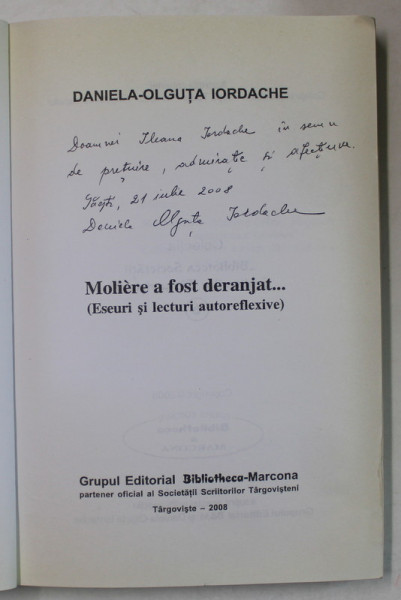 DANIELA-OLGUȚA IORDACHE
Doamnei Ileana Iordache în semn
de prețuire, admirație și afecțiune.
21 iulie 2008
Daniela Olguța Iordache
Molière a fost deranjat...
(Eseuri și lecturi autoreflexive)
Grupul Editorial Bibliotheca-Marcona
partener oficial al Societății Scriitorilor Târgovișteni
Târgoviște – 2008